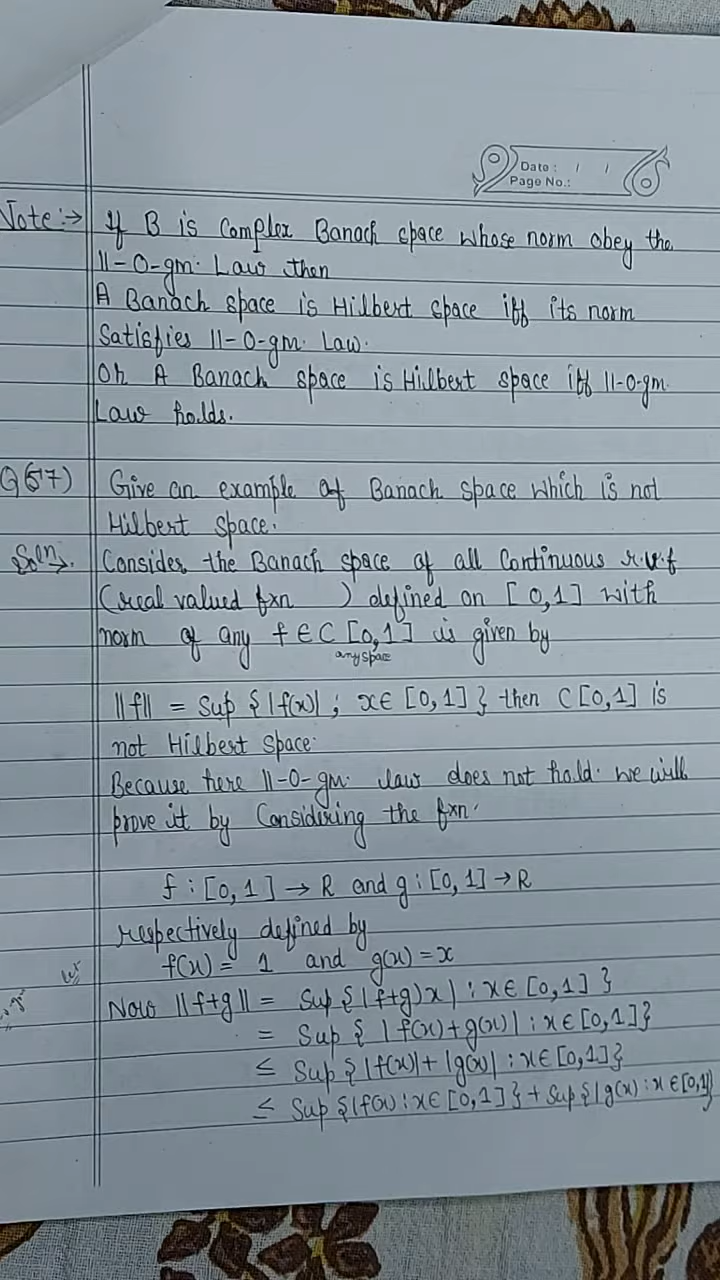 Date : / /
Page No.:
Note:→ If B is Complex Banach space whose norm obey the
||-O-gm. Law then
A Banach space is Hilbert space iff its norm
Satisfies ||-O-gm. Law.
Or A Banach space is Hilbert space iff ||-O-gm.
Law holds.
Q(57) Give an example of Banach space which is not
Hilbert space.
Soln→. Consider the Banach space of all Continuous r.v.f
(real valued fxn ) defined on [0,1] with
norm of any f ∈ C [0,1] is given by
any space
||f|| = Sup {|f(x)| ; x∈ [0,1] } then C[0,1] is
not Hilbert Space.
Because here ||-O-gm. law does not hold. we will
prove it by Considering the fxn.
f : [0,1] → R and g : [0,1] → R
respectively defined by
f(x) = 1 and g(x) = x
Now ||f+g|| = Sup {|f+g)x| : x∈ [0,1] }
= Sup { |f(x)+g(x)| : x∈[0,1]}
≤ Sup {|f(x)|+|g(x)| : x∈[0,1]}
≤ Sup {|f(x) : x∈ [0,1] } + Sup {|g(x) : x∈[0,1]}